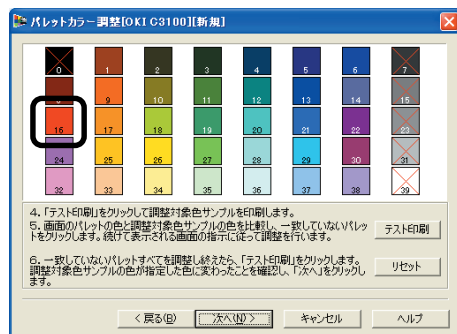 パレットカラー調整[OKI C3100][新規]
0 1 2 3 4 5 6 7
8 9 10 11 12 13 14 15
16 17 18 19 20 21 22 23
24 25 26 27 28 29 30 31
32 33 34 35 36 37 38 39
4. 「テスト印刷」をクリックして調整対象色サンプルを印刷します。
5. 画面のパレットの色と調整対象色サンプルの色を比較し、一致していないパレッ
トをクリックします。続けて表示される画面の指示に従って調整を行います。
テスト印刷
6. 一致していないパレットすべてを調整し終えたら、「テスト印刷」をクリックします。
調整対象色サンプルの色が指定した色に変わったことを確認し、「次へ」をクリックし
ます。
リセット
< 戻る(B) 次へ(N) > キャンセル ヘルプ